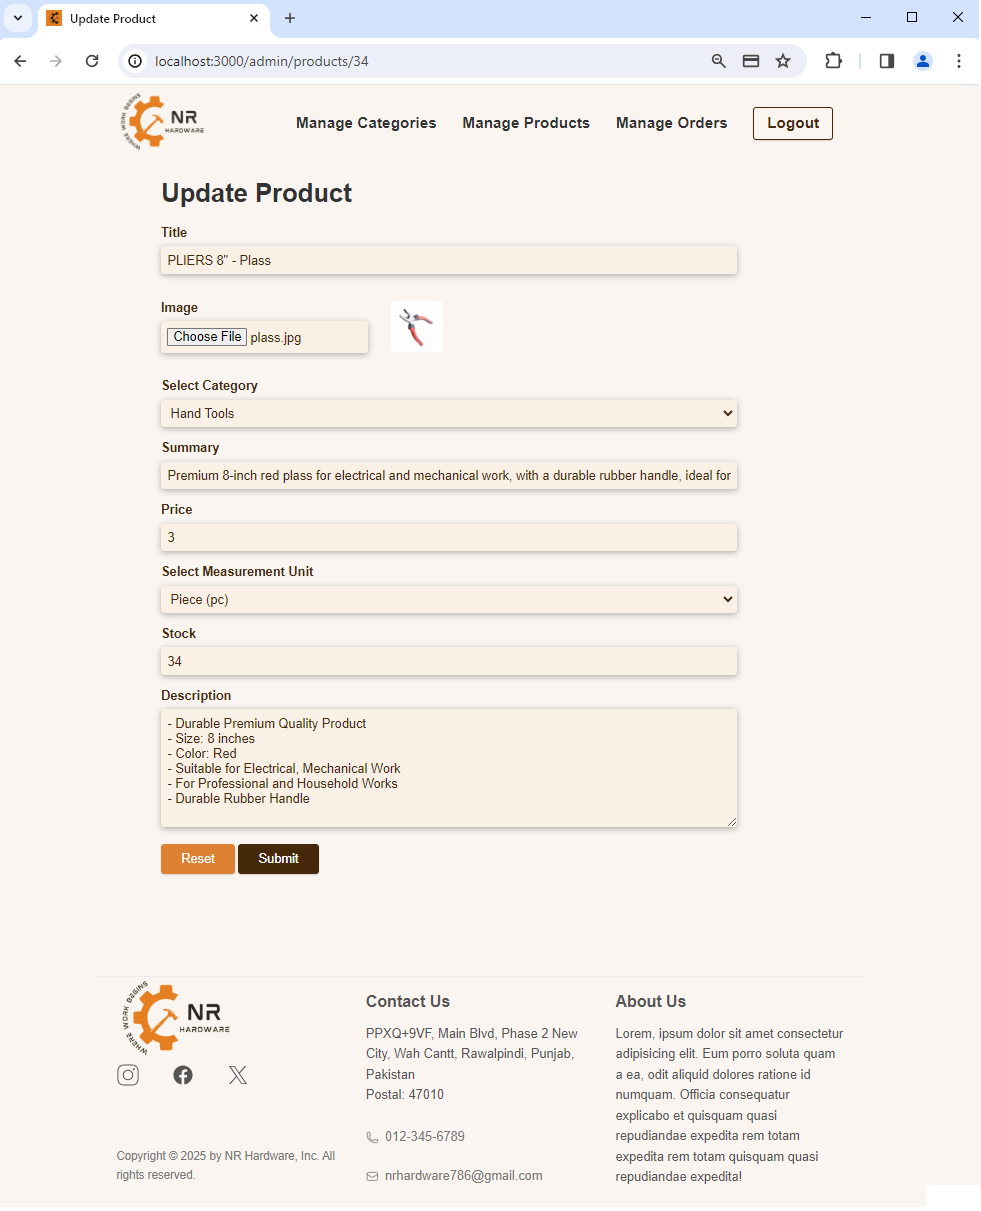 Update Product
localhost:3000/admin/products/34
WHERE WORK BEGINS
NR
HARDWARE
Manage Categories
Manage Products
Manage Orders
Logout
Update Product
Title
PLIERS 8" - Plass
Image
Choose File plass.jpg
Select Category
Hand Tools
Summary
Premium 8-inch red plass for electrical and mechanical work, with a durable rubber handle, ideal for
Price
3
Select Measurement Unit
Piece (pc)
Stock
34
Description
- Durable Premium Quality Product
- Size: 8 inches
- Color: Red
- Suitable for Electrical, Mechanical Work
- For Professional and Household Works
- Durable Rubber Handle
Reset
Submit
WHERE WORK BEGINS
NR
HARDWARE
Copyright © 2025 by NR Hardware, Inc. All
rights reserved.
Contact Us
PPXQ+9VF, Main Blvd, Phase 2 New
City, Wah Cantt, Rawalpindi, Punjab,
Pakistan
Postal: 47010
012-345-6789
nrhardware786@gmail.com
About Us
Lorem, ipsum dolor sit amet consectetur
adipisicing elit. Eum porro soluta quam
a ea, odit aliquid dolores ratione id
numquam. Officia consequatur
explicabo et quisquam quasi
repudiandae expedita rem totam
expedita rem totam quisquam quasi
repudiandae expedita!